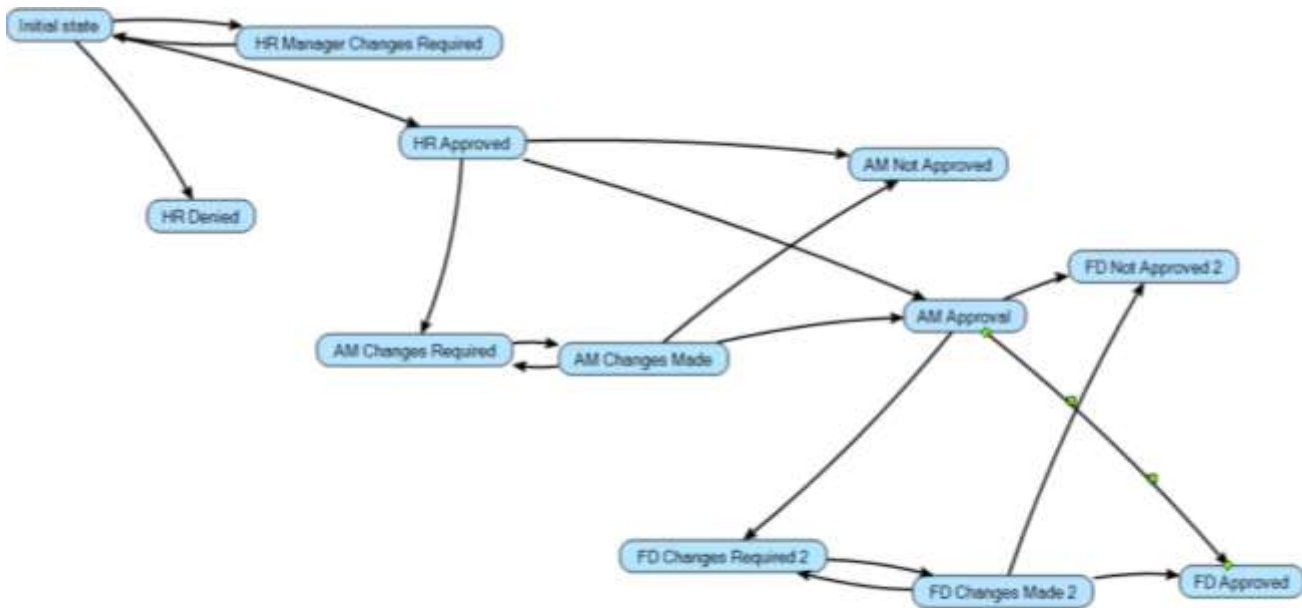 Initial state
HR Manager Changes Required
HR Approved
AM Not Approved
HR Denied
FD Not Approved 2
AM Approval
AM Changes Required
AM Changes Made
FD Changes Required 2
FD Changes Made 2
FD Approved